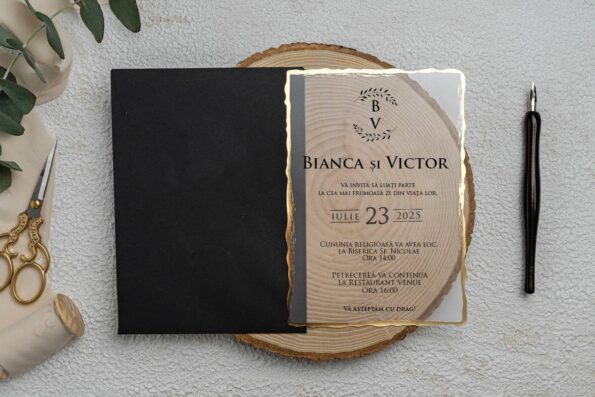 B
V
Bianca și Victor
Vă invită să luați parte
la cea mai frumoasă zi din viața lor.
Iulie 23 2025
Cununia religioasă va avea loc
la Biserica Sf. Nicolae
Ora 14:00
Petrecerea va continua
la Restaurant Venue
Ora 16:00
Vă așteptăm cu drag!